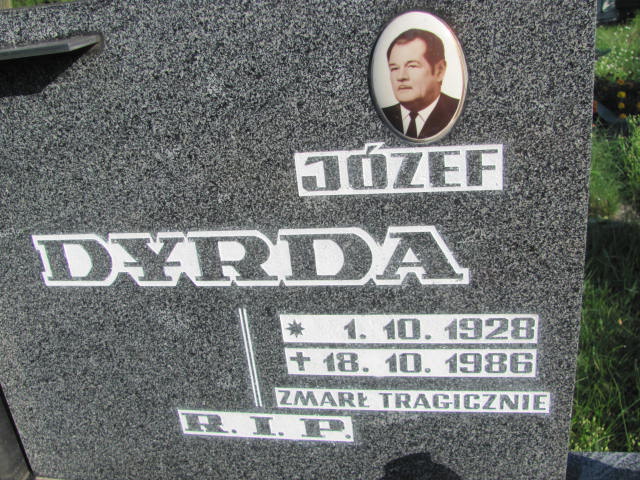 JÓZEF
DYRDA
* 1. 10. 1928
✝ 18. 10. 1986
ZMARŁ TRAGICZNIE
R. I. P.